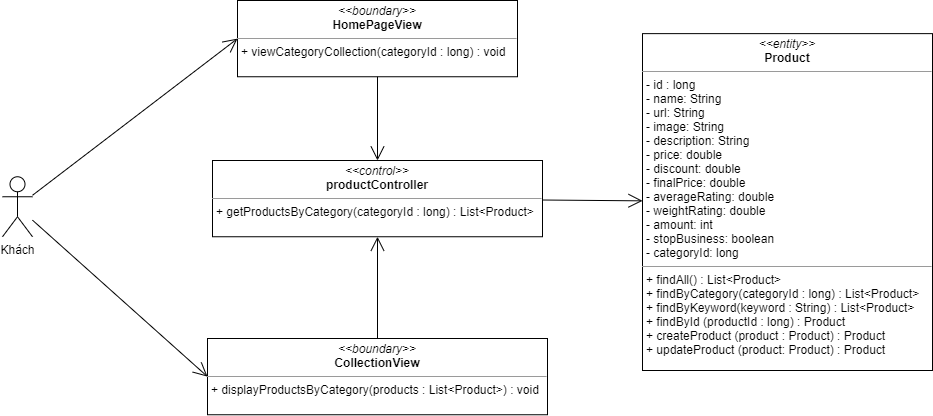 <<boundary>>
HomePageView
+ viewCategoryCollection(categoryId : long) : void
<<entity>>
Product
- id : long
- name: String
- url: String
- image: String
- description: String
- price: double
- discount: double
- finalPrice: double
- averageRating: double
- weightRating: double
- amount: int
- stopBusiness: boolean
- categoryId: long
+ findAll() : List<Product>
+ findByCategory(categoryId : long) : List<Product>
+ findByKeyword(keyword : String) : List<Product>
+ findById (productId : long) : Product
+ createProduct (product : Product) : Product
+ updateProduct (product: Product) : Product
<<control>>
productController
+ getProductsByCategory(categoryId : long) : List<Product>
Khách
<<boundary>>
CollectionView
+ displayProductsByCategory(products : List<Product>) : void